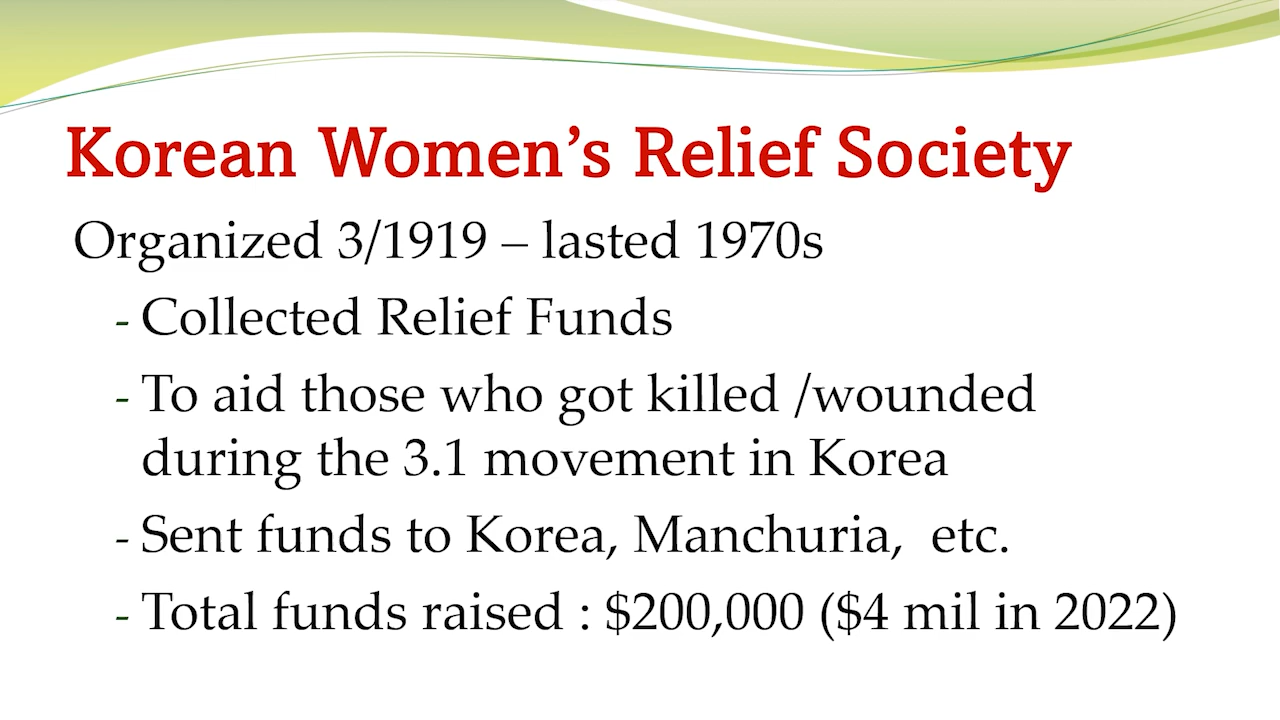 Korean Women’s Relief Society
Organized 3/1919 – lasted 1970s
- Collected Relief Funds
- To aid those who got killed /wounded
during the 3.1 movement in Korea
- Sent funds to Korea, Manchuria,  etc.
- Total funds raised : $200,000 ($4 mil in 2022)